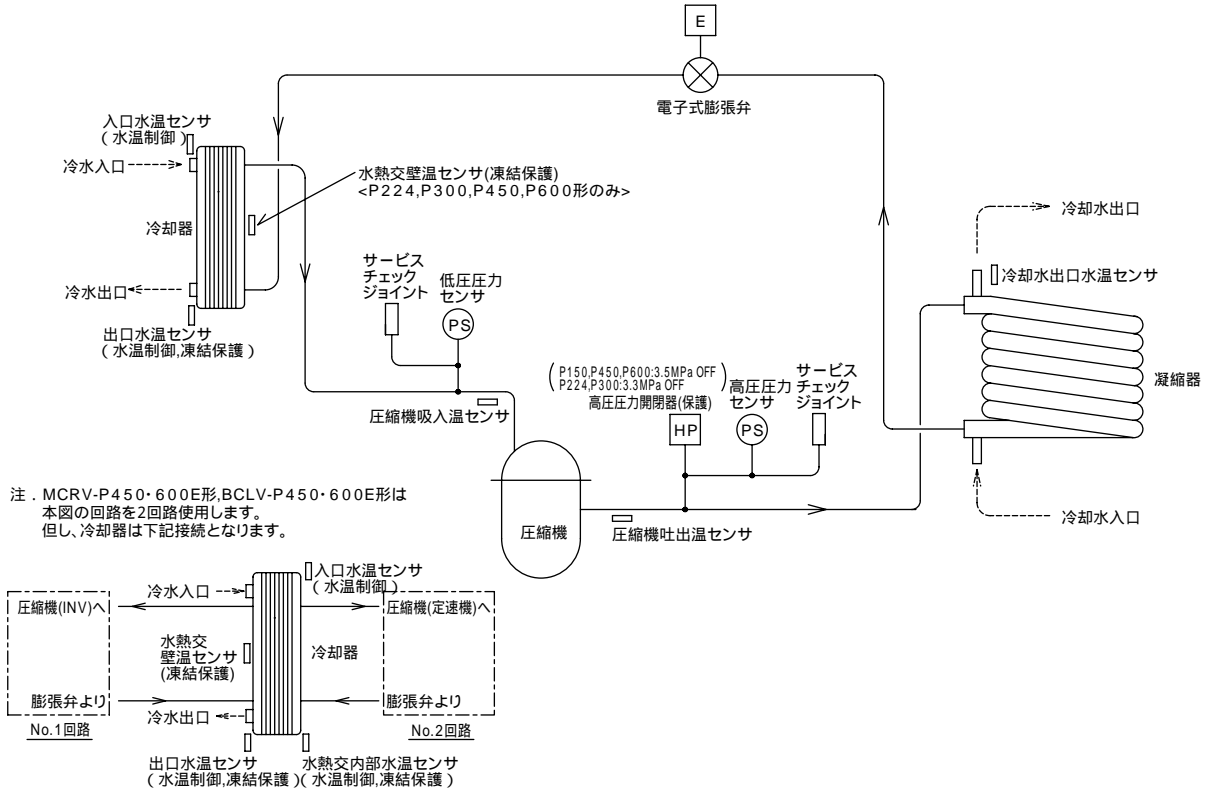 E
電子式膨張弁
入口水温センサ
(水温制御)
冷水入口
水熱交壁温センサ(凍結保護)
<P224,P300,P450,P600形のみ>
冷却器
冷水出口
出口水温センサ
(水温制御,凍結保護)
サービス
チェック
ジョイント
低圧圧力
センサ
PS
圧縮機吸入温センサ
(P150,P450,P600:3.5MPa OFF
P224,P300:3.3MPa OFF)
高圧圧力開閉器(保護)
HP
高圧圧力
センサ
PS
サービス
チェック
ジョイント
冷却水出口
冷却水出口水温センサ
凝縮器
冷却水入口
圧縮機
圧縮機吐出温センサ
注.MCRV-P450・600E形,BCLV-P450・600E形は
本図の回路を2回路使用します。
但し、冷却器は下記接続となります。
入口水温センサ
(水温制御)
冷水入口
圧縮機(INV)へ
圧縮機(定速機)へ
水熱交
壁温センサ
(凍結保護)
冷却器
膨張弁より
膨張弁より
冷水出口
No.1回路
No.2回路
出口水温センサ
(水温制御,凍結保護)
水熱交内部水温センサ
(水温制御,凍結保護)